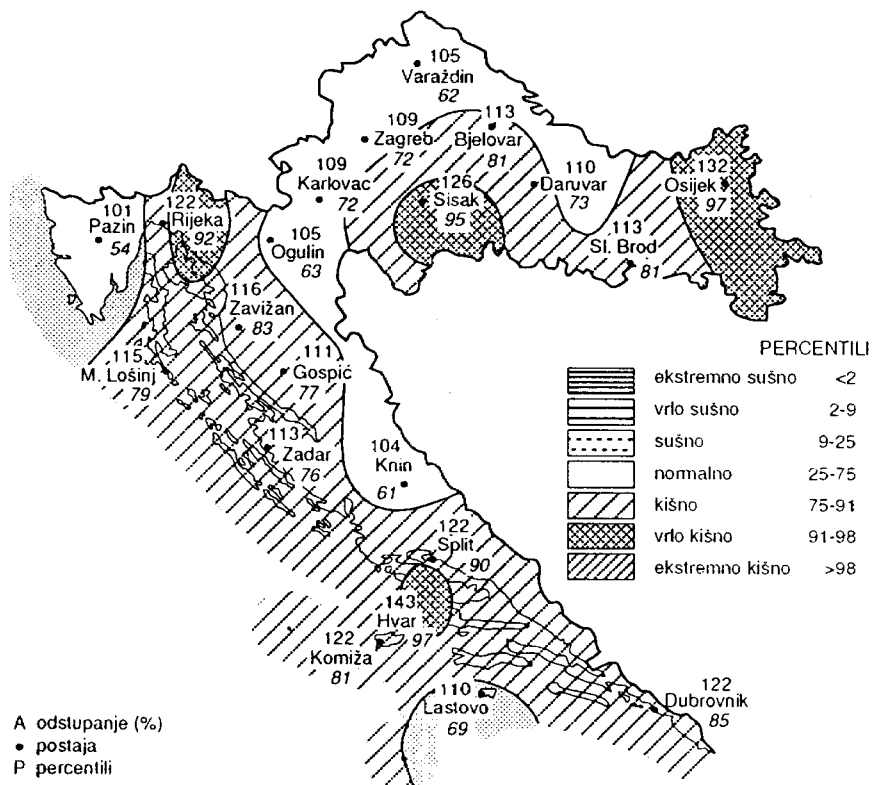 105
Varaždin
62
109
Zagreb
72
113
Bjelovar
81
109
Karlovac
72
126
Sisak
95
110
Daruvar
73
132
Osijek
97
101
Pazin
54
122
Rijeka
92
105
Ogulin
63
113
Sl. Brod
81
116
Zavižan
83
115
M. Lošinj
79
111
Gospić
77
113
Zadar
76
104
Knin
61
122
Split
90
143
Hvar
97
122
Komiža
81
110
Lastovo
69
122
Dubrovnik
85
PERCENTILI
ekstremno sušno <2
vrlo sušno 2-9
sušno 9-25
normalno 25-75
kišno 75-91
vrlo kišno 91-98
ekstremno kišno >98
A odstupanje (%)
• postaja
P percentili